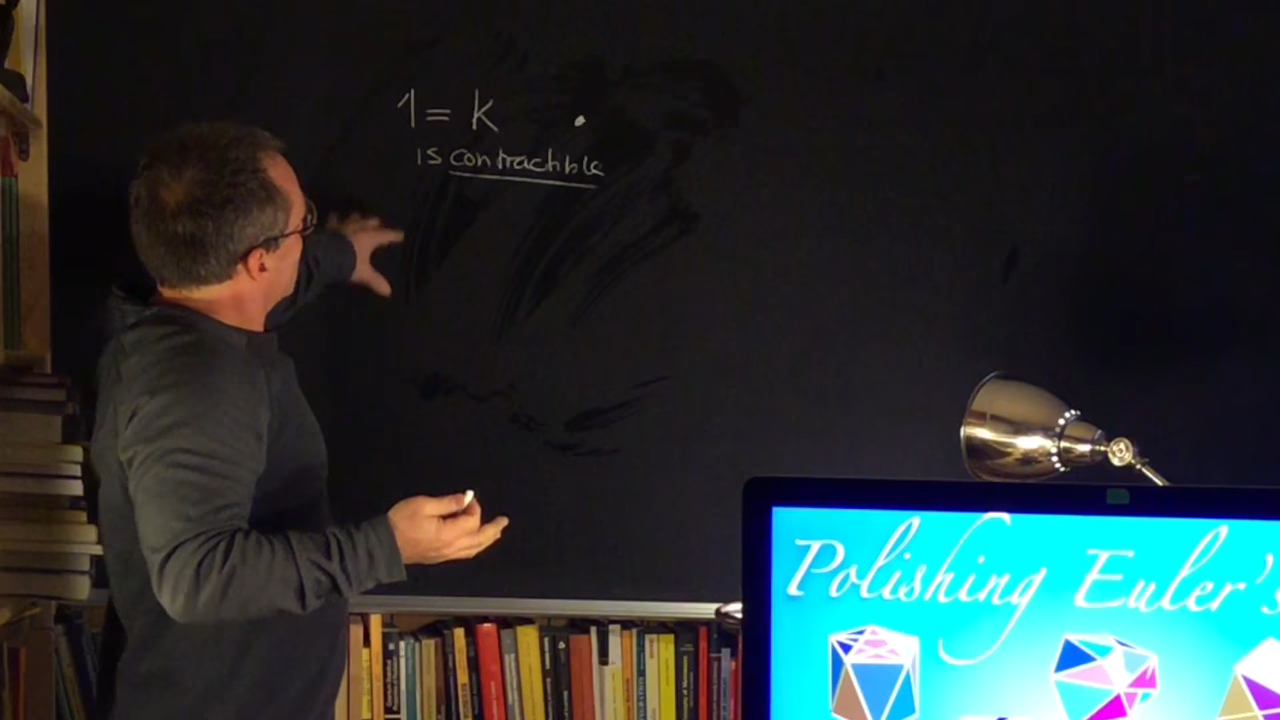 1 = K .
is contractible
Polishing Euler's